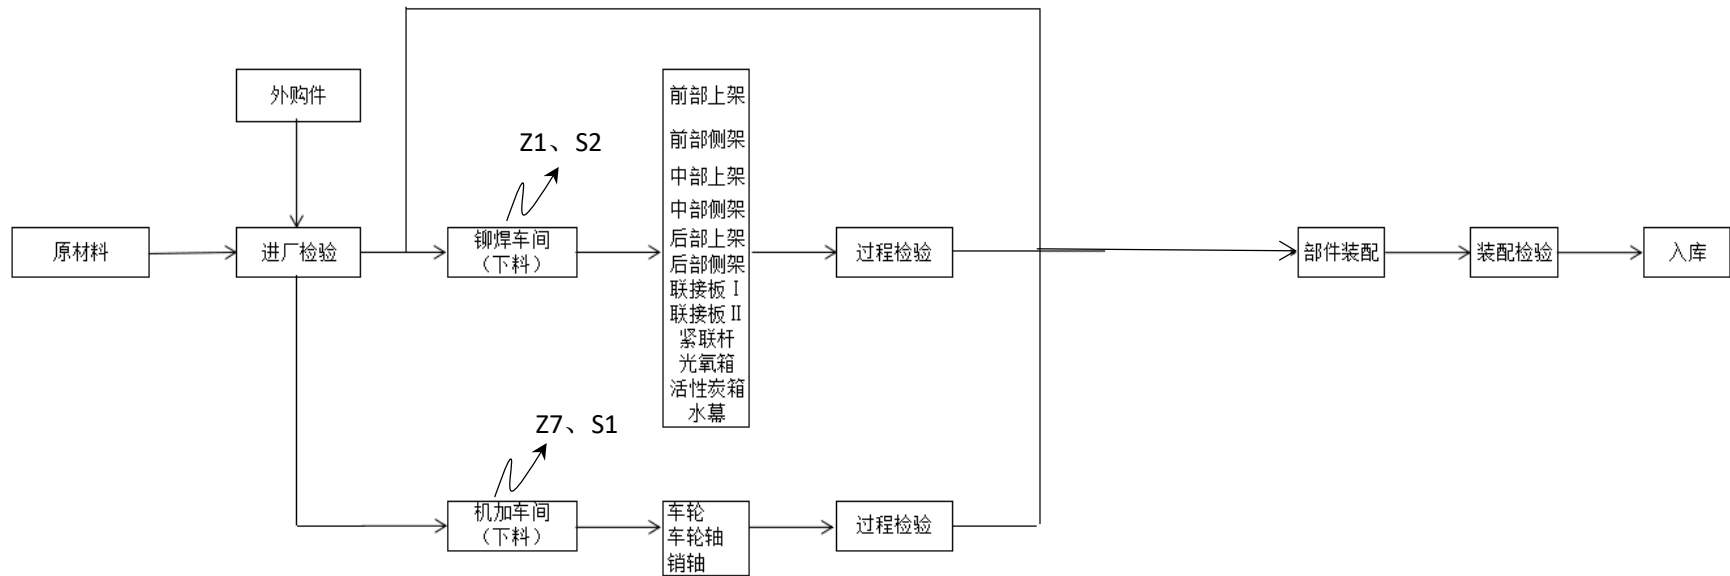 外购件
原材料
进厂检验
Z1、S2
铆焊车间
（下料）
前部上架
前部侧架
中部上架
中部侧架
后部上架
后部侧架
联接板Ⅰ
联接板Ⅱ
紧联杆
光氧箱
活性炭箱
水幕
过程检验
部件装配
装配检验
入库
Z7、S1
机加车间
（下料）
车轮
车轮轴
销轴
过程检验